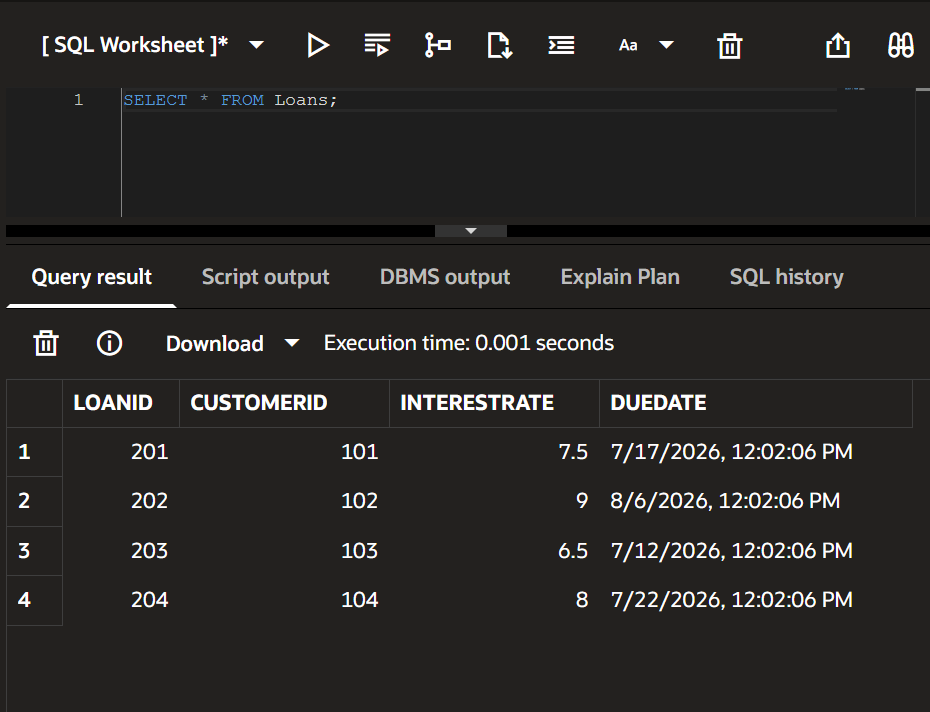 [ SQL Worksheet ]* Aa
1 SELECT * FROM Loans;
Query result Script output DBMS output Explain Plan SQL history
Download Execution time: 0.001 seconds
LOANID CUSTOMERID INTERESTRATE DUEDATE
1 201 101 7.5 7/17/2026, 12:02:06 PM
2 202 102 9 8/6/2026, 12:02:06 PM
3 203 103 6.5 7/12/2026, 12:02:06 PM
4 204 104 8 7/22/2026, 12:02:06 PM